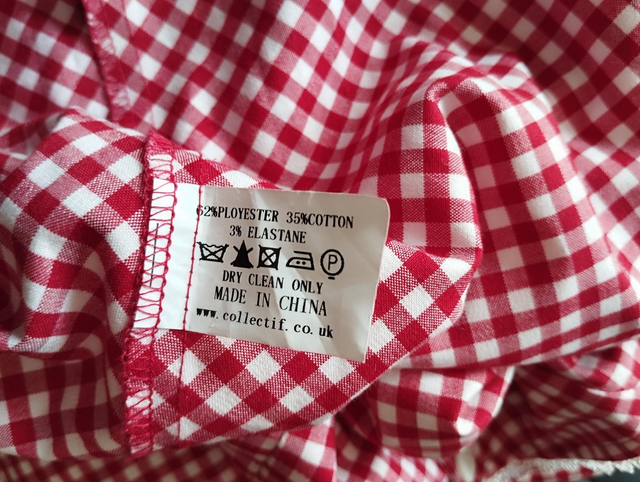 62%PLOYESTER 35%COTTON
3% ELASTANE
P
DRY CLEAN ONLY
MADE IN CHINA
www.collectif.co.uk